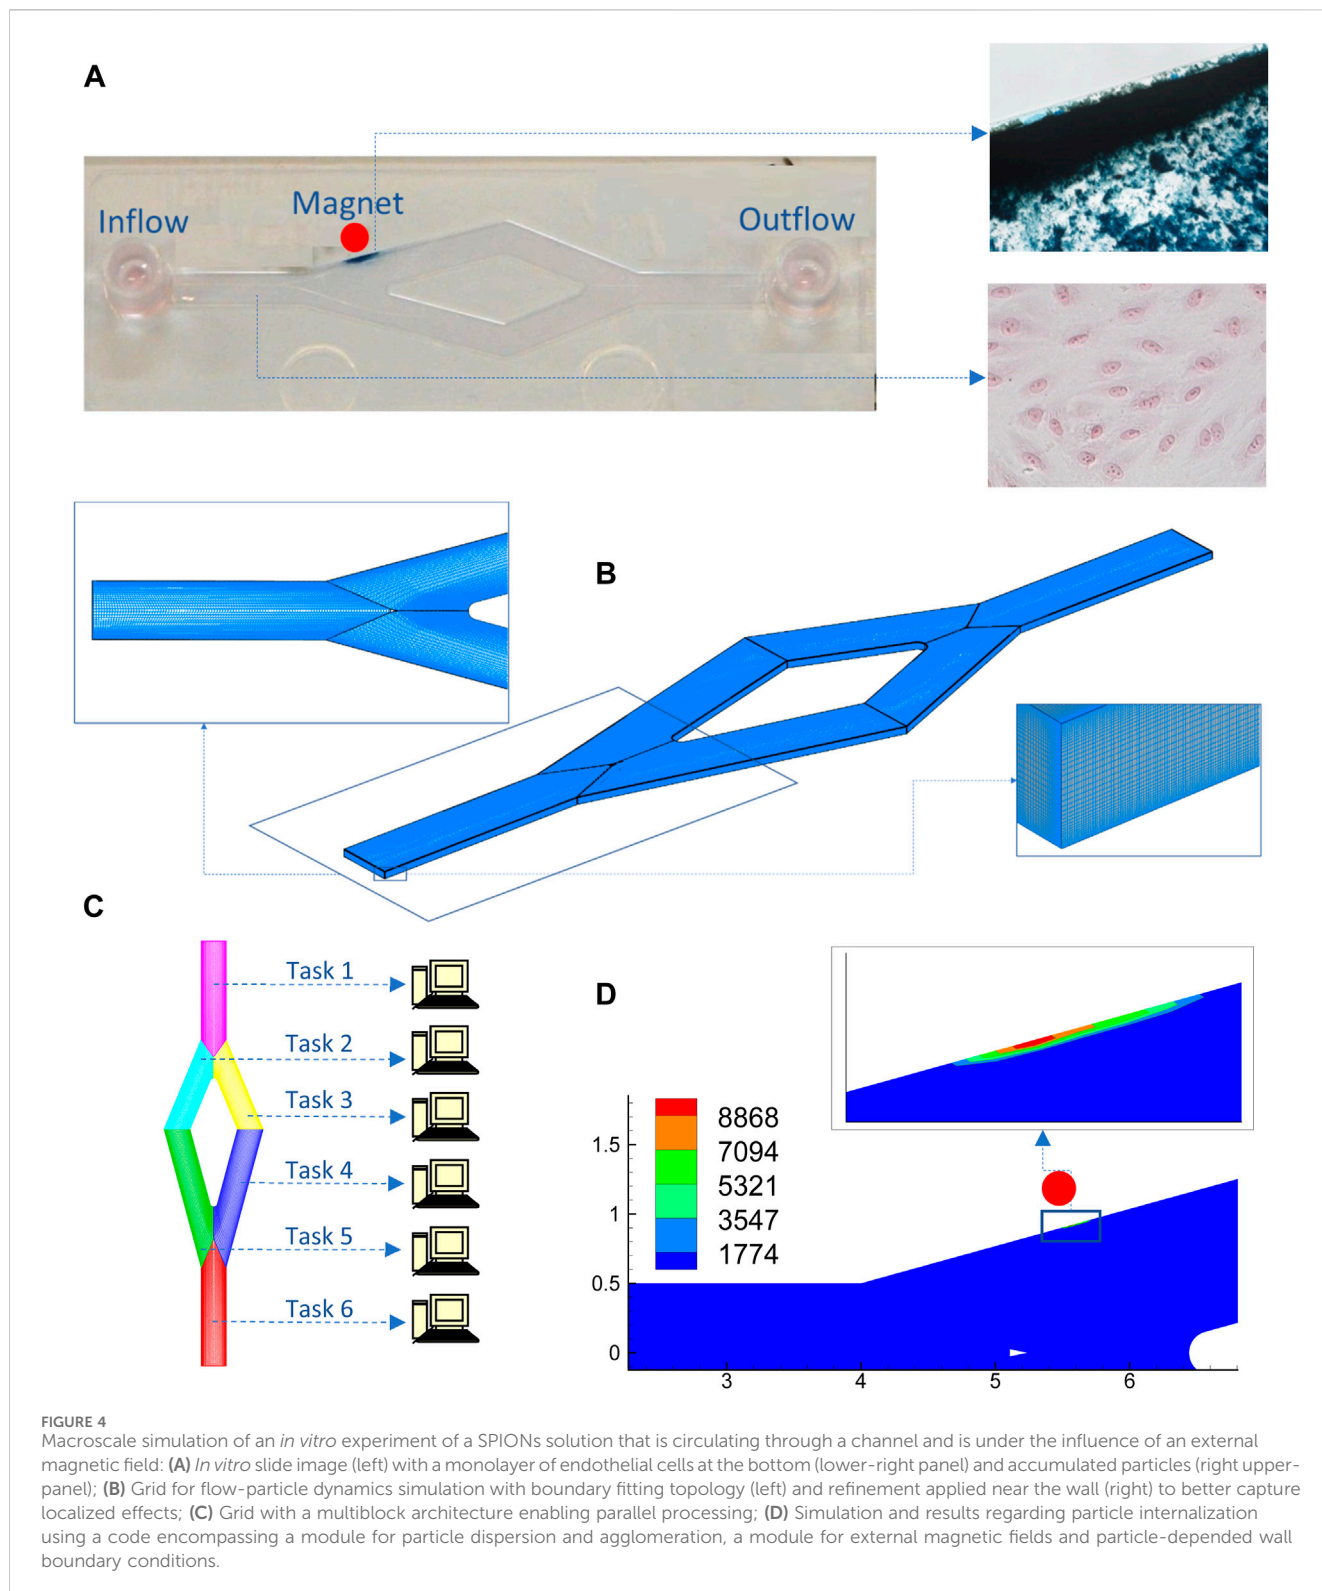 A
Inflow
Magnet
Outflow
B
C
Task 1
Task 2
Task 3
Task 4
Task 5
Task 6
D
8868
7094
5321
3547
1774
1.5
1
0.5
0
3
4
5
6
FIGURE 4
Macroscale simulation of an in vitro experiment of a SPIONs solution that is circulating through a channel and is under the influence of an external
magnetic field: (A) In vitro slide image (left) with a monolayer of endothelial cells at the bottom (lower-right panel) and accumulated particles (right upper-
panel); (B) Grid for flow-particle dynamics simulation with boundary fitting topology (left) and refinement applied near the wall (right) to better capture
localized effects; (C) Grid with a multiblock architecture enabling parallel processing; (D) Simulation and results regarding particle internalization
using a code encompassing a module for particle dispersion and agglomeration, a module for external magnetic fields and particle-depended wall
boundary conditions.